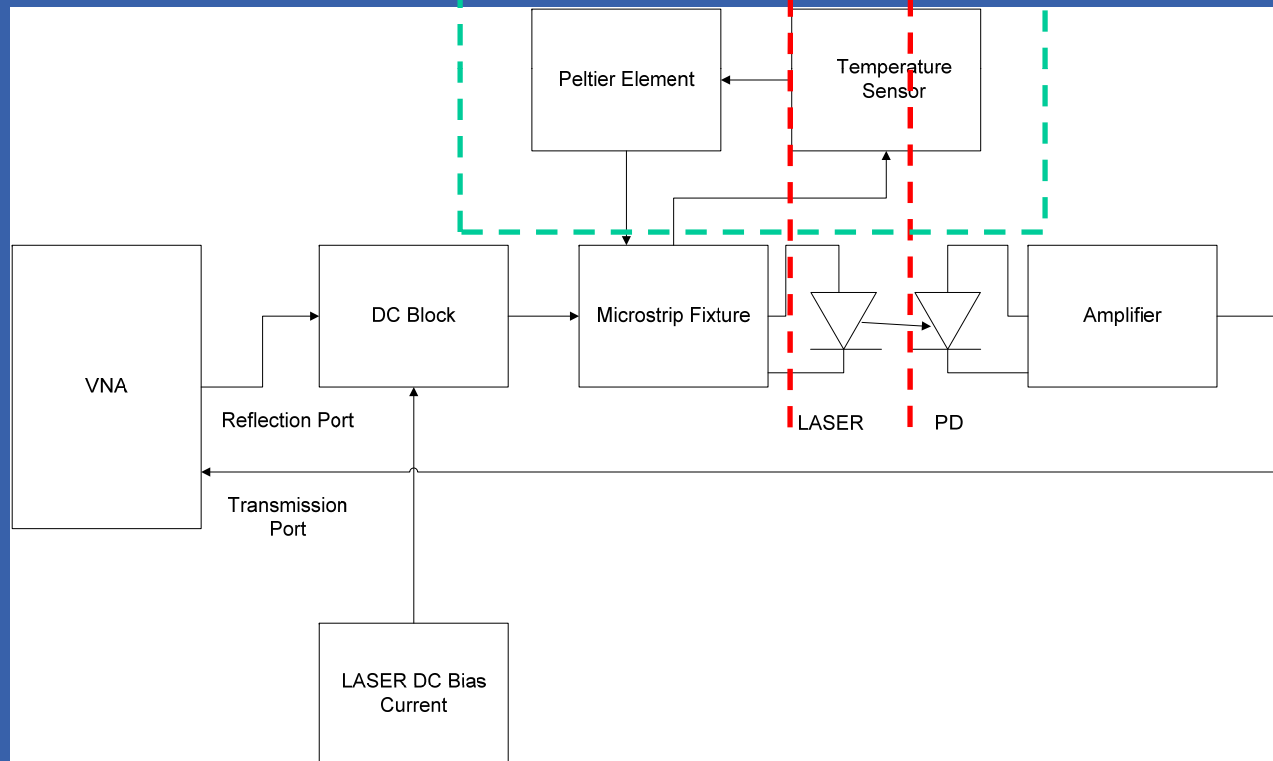 Peltier Element
Temperature
Sensor
VNA
DC Block
Microstrip Fixture
Amplifier
Reflection Port
LASER
PD
Transmission
Port
LASER DC Bias
Current